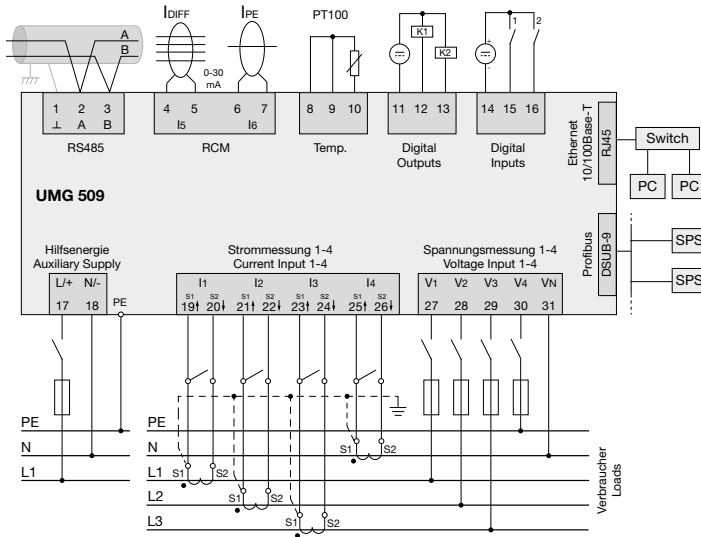 I DIFF I PE PT100
A
B
0-30
mA
K1
K2
+
-
1 2
1 2 3 4 5 6 7 8 9 10 11 12 13 14 15 16
⊥ A B I5 I6
RS485 RCM Temp. Digital
Outputs Digital
Inputs
Ethernet
10/100Base-T
RJ45
Switch
PC PC
UMG 509
Profibus
DSUB-9
SPS
SPS
Hilfsenergie
Auxiliary Supply
L/+ N/-
17 18 PE
Strommessung 1-4
Current Input 1-4
I1 I2 I3 I4
S1 S2 S1 S2 S1 S2 S1 S2
19 20 21 22 23 24 25 26
Spannungsmessung 1-4
Voltage Input 1-4
V1 V2 V3 V4 VN
27 28 29 30 31
PE PE
N N
S1 S2
L1 L1
S1 S2
L2
S1 S2
L3
S1 S2
Verbraucher
Loads